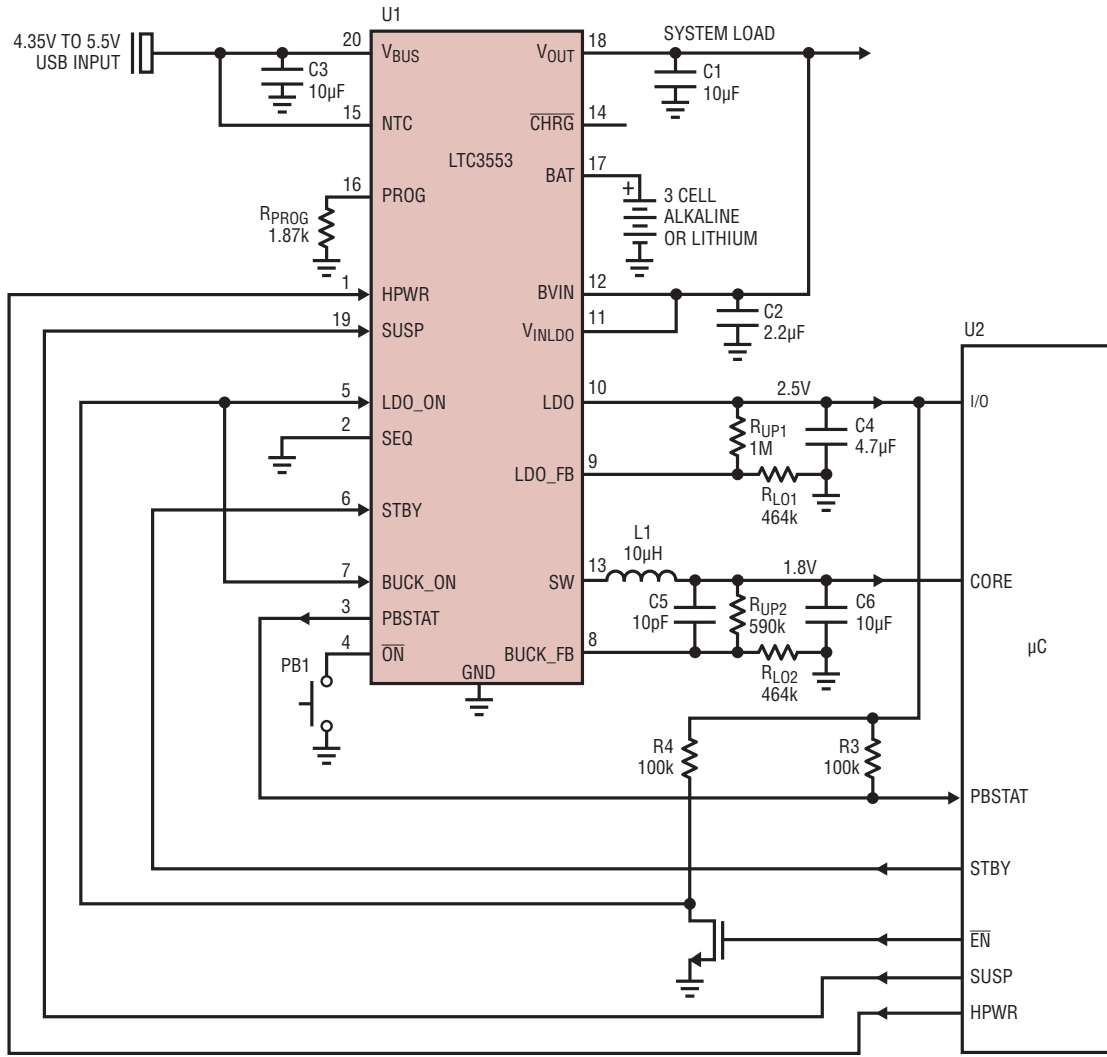 U1
4.35V TO 5.5V
USB INPUT
20
VBUS
C3
10µF
15
NTC
LTC3553
16
PROG
RPROG
1.87k
1
HPWR
19
SUSP
5
LDO_ON
2
SEQ
6
STBY
7
BUCK_ON
3
PBSTAT
4
ON
PB1
GND
VOUT
18
SYSTEM LOAD
C1
10µF
CHRG
14
BAT
17
+
3 CELL
ALKALINE
OR LITHIUM
BVIN
12
VINLDO
11
C2
2.2µF
LDO
10
2.5V
RUP1
1M
C4
4.7µF
LDO_FB
9
RLO1
464k
L1
10µH
SW
13
1.8V
C5
10pF
RUP2
590k
C6
10µF
BUCK_FB
8
RLO2
464k
R4
100k
R3
100k
U2
I/O
CORE
µC
PBSTAT
STBY
EN
SUSP
HPWR